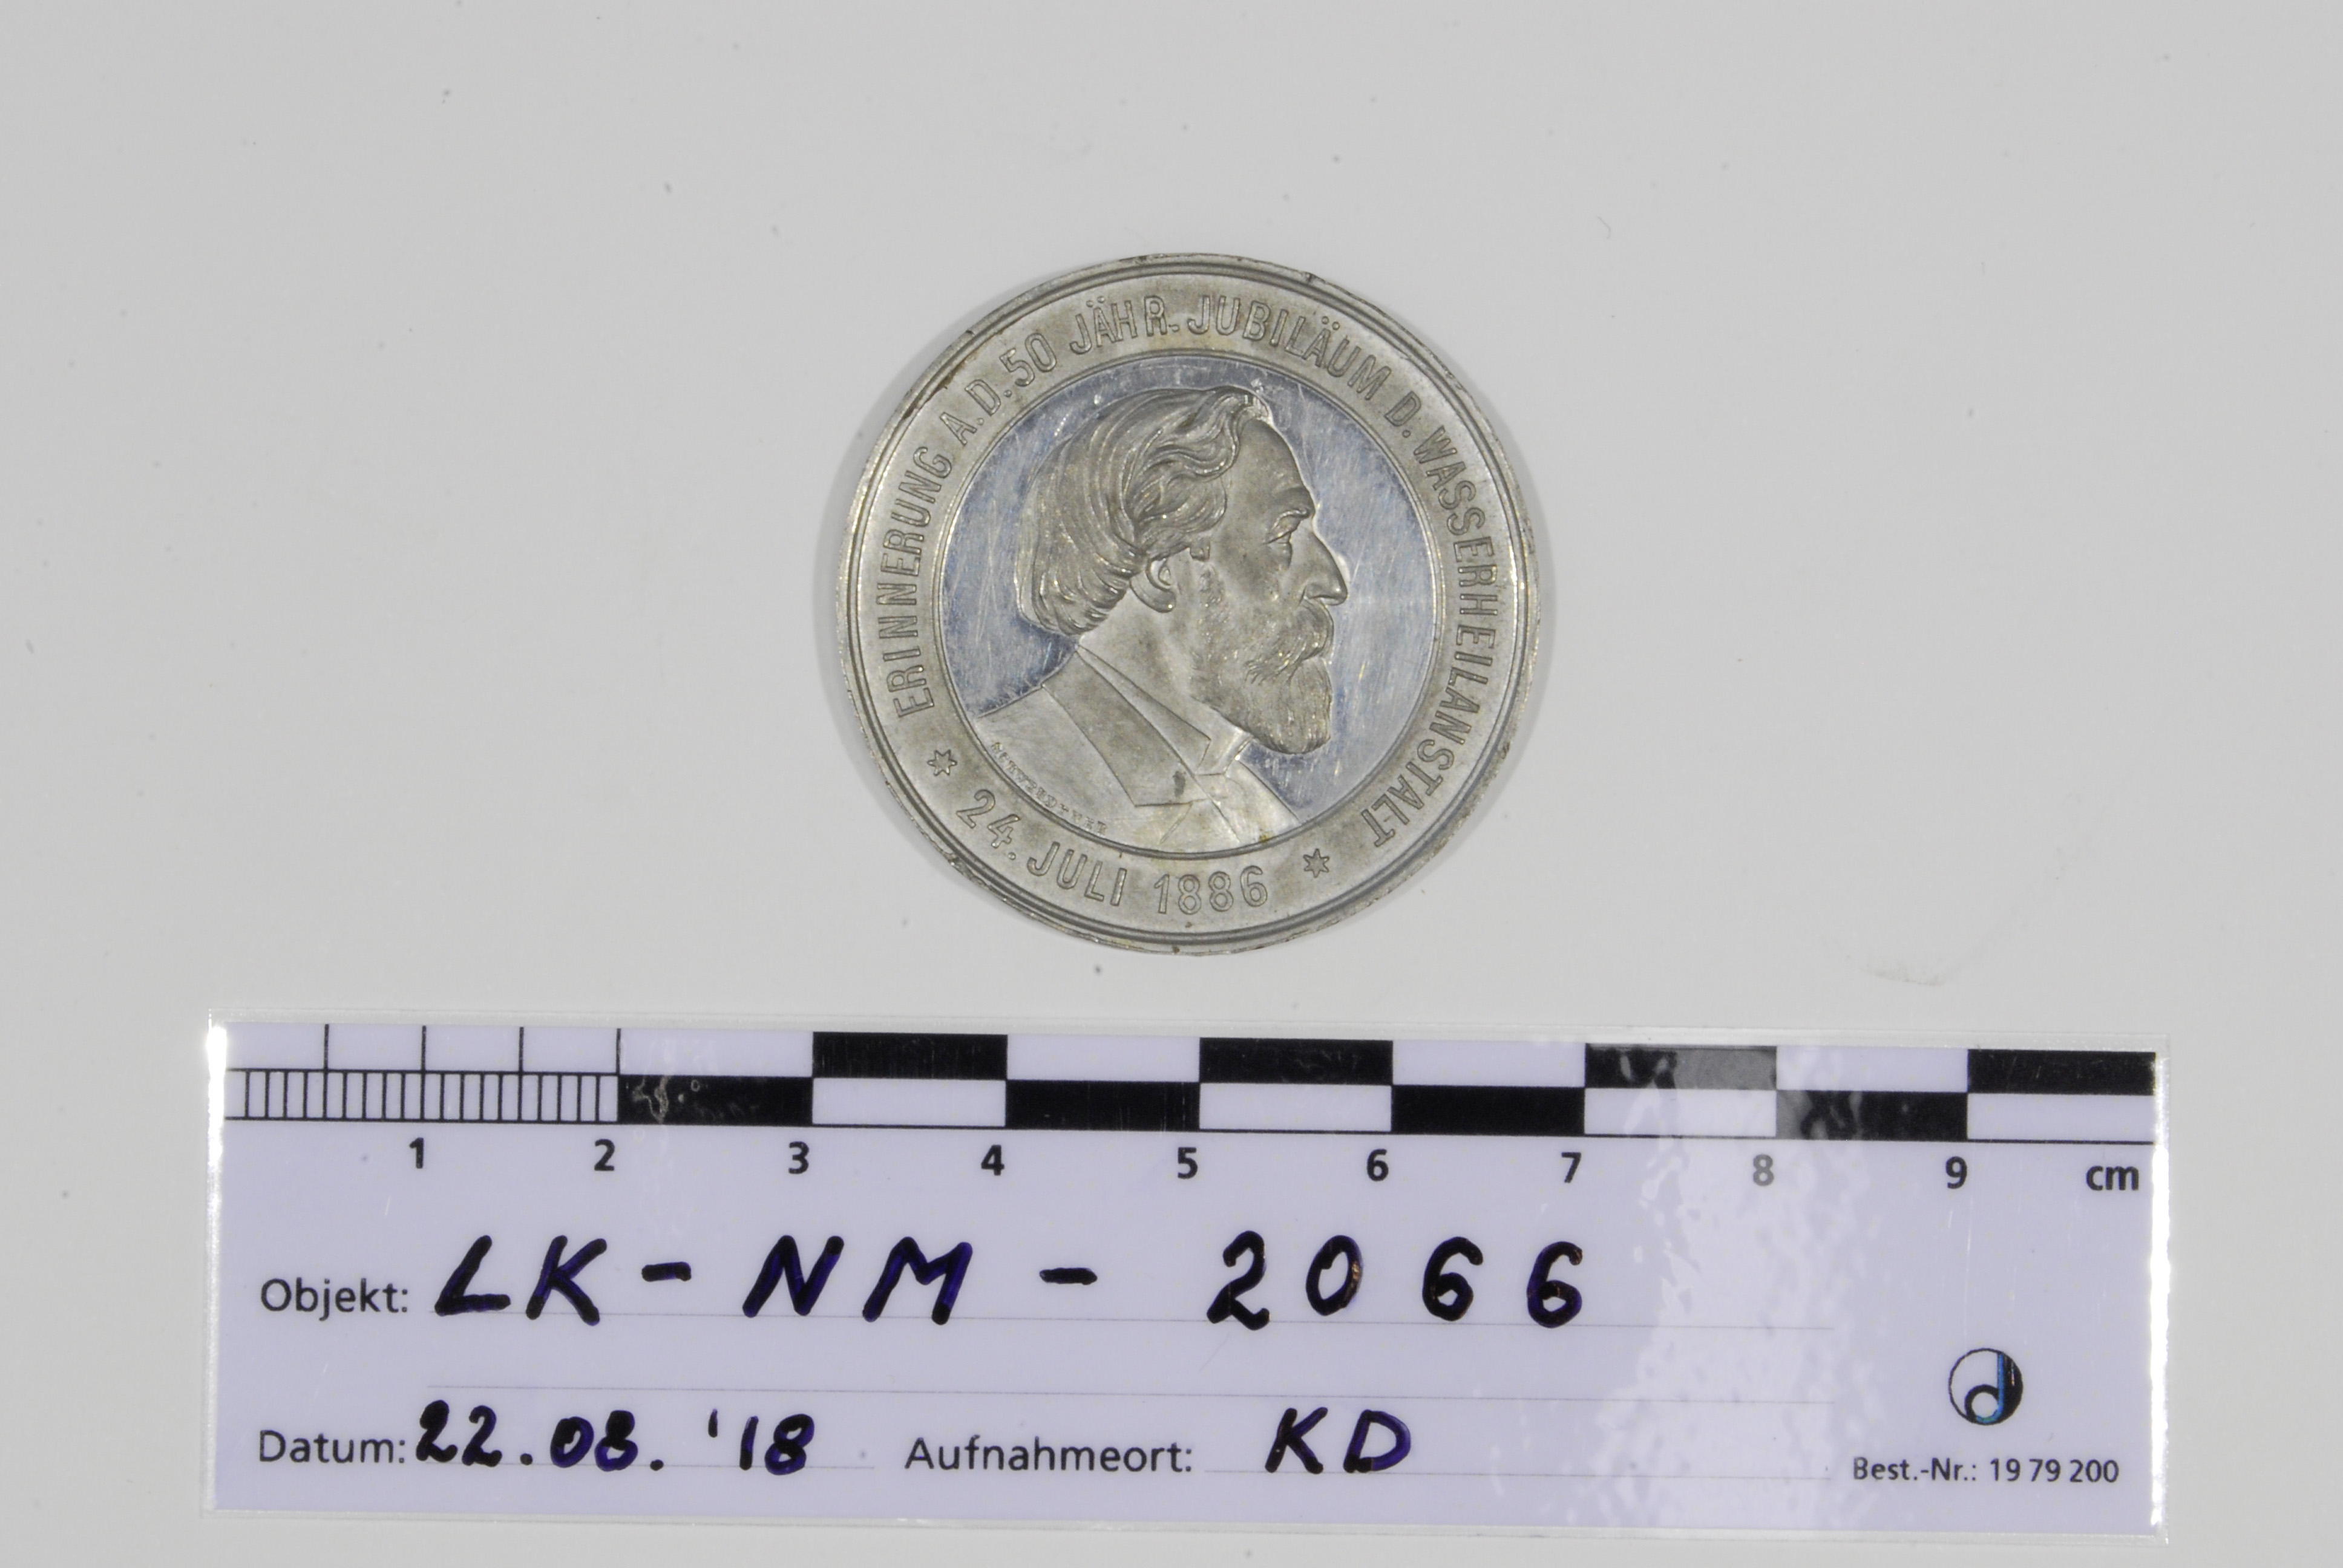 ERINNERUNG A. D. 50 JÄHR. JUBILÄUM D. WASSERHEILANSTALT
* 24. JULI 1886 *
1 2 3 4 5 6 7 8 9 cm
Objekt: LK-NM-2066
Datum: 22.08.'18 Aufnahmeort: KD
Best.-Nr.: 19 79 200